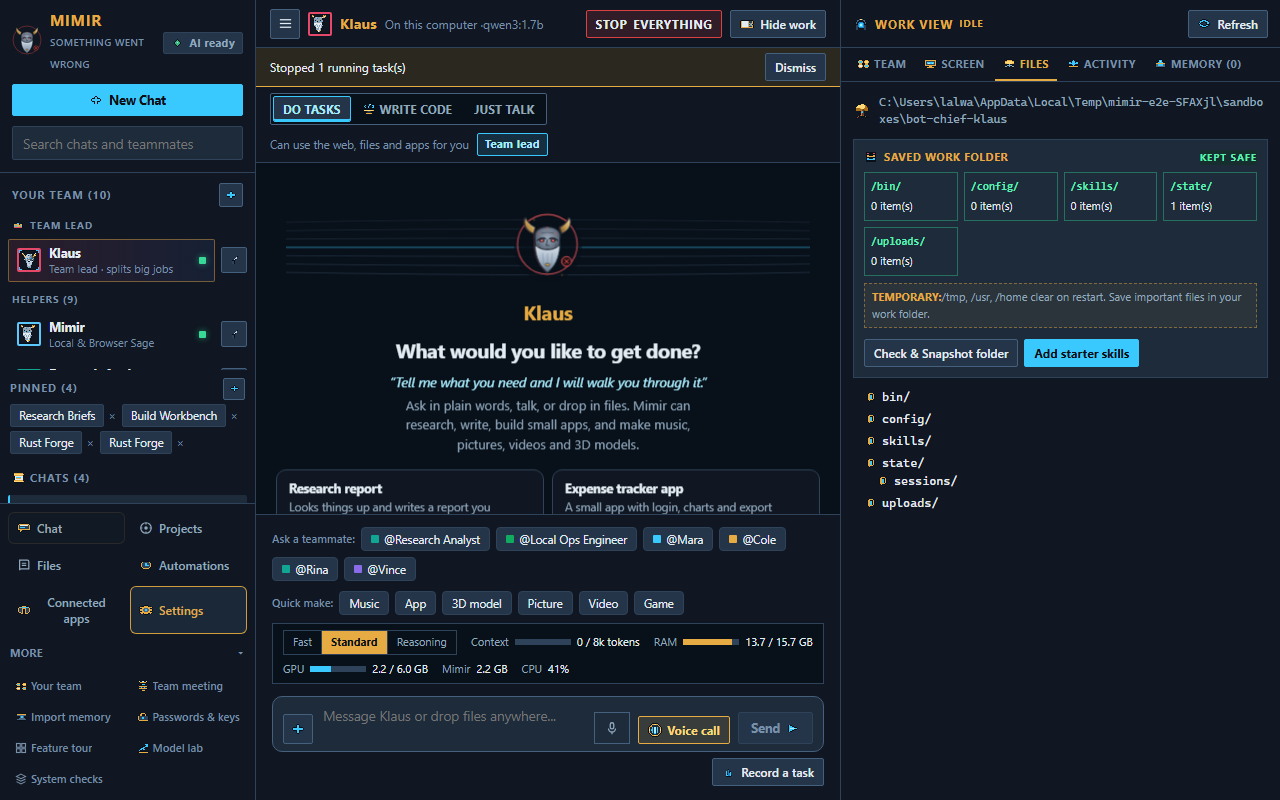 MIMIR
SOMETHING WENT
WRONG
AI ready
New Chat
Search chats and teammates
YOUR TEAM (10)
TEAM LEAD
Klaus
Team lead · splits big jobs
HELPERS (9)
Mimir
Local & Browser Sage
PINNED (4)
Research Briefs ×
Build Workbench ×
Rust Forge ×
Rust Forge ×
CHATS (4)
Chat
Projects
Files
Automations
Connected
apps
Settings
MORE
Your team
Team meeting
Import memory
Passwords & keys
Feature tour
Model lab
System checks
Klaus On this computer -qwen3:1.7b
STOP EVERYTHING
Hide work
Stopped 1 running task(s)
Dismiss
DO TASKS
WRITE CODE
JUST TALK
Can use the web, files and apps for you
Team lead
Klaus
What would you like to get done?
“Tell me what you need and I will walk you through it.”
Ask in plain words, talk, or drop in files. Mimir can
research, write, build small apps, and make music,
pictures, videos and 3D models.
Research report
Looks things up and writes a report you
Expense tracker app
A small app with login, charts and export
Ask a teammate:
@Research Analyst
@Local Ops Engineer
@Mara
@Cole
@Rina
@Vince
Quick make:
Music
App
3D model
Picture
Video
Game
Fast
Standard
Reasoning
Context 0 / 8k tokens
RAM 13.7 / 15.7 GB
GPU 2.2 / 6.0 GB
Mimir 2.2 GB
CPU 41%
Message Klaus or drop files anywhere...
Voice call
Send
Record a task
WORK VIEW IDLE
Refresh
TEAM
SCREEN
FILES
ACTIVITY
MEMORY (0)
C:\Users\lalwa\AppData\Local\Temp\mimir-e2e-SFAXjl\sandbo
xes\bot-chief-klaus
SAVED WORK FOLDER
KEPT SAFE
/bin/
0 item(s)
/config/
0 item(s)
/skills/
0 item(s)
/state/
1 item(s)
/uploads/
0 item(s)
TEMPORARY:/tmp, /usr, /home clear on restart. Save important files in your
work folder.
Check & Snapshot folder
Add starter skills
bin/
config/
skills/
state/
sessions/
uploads/